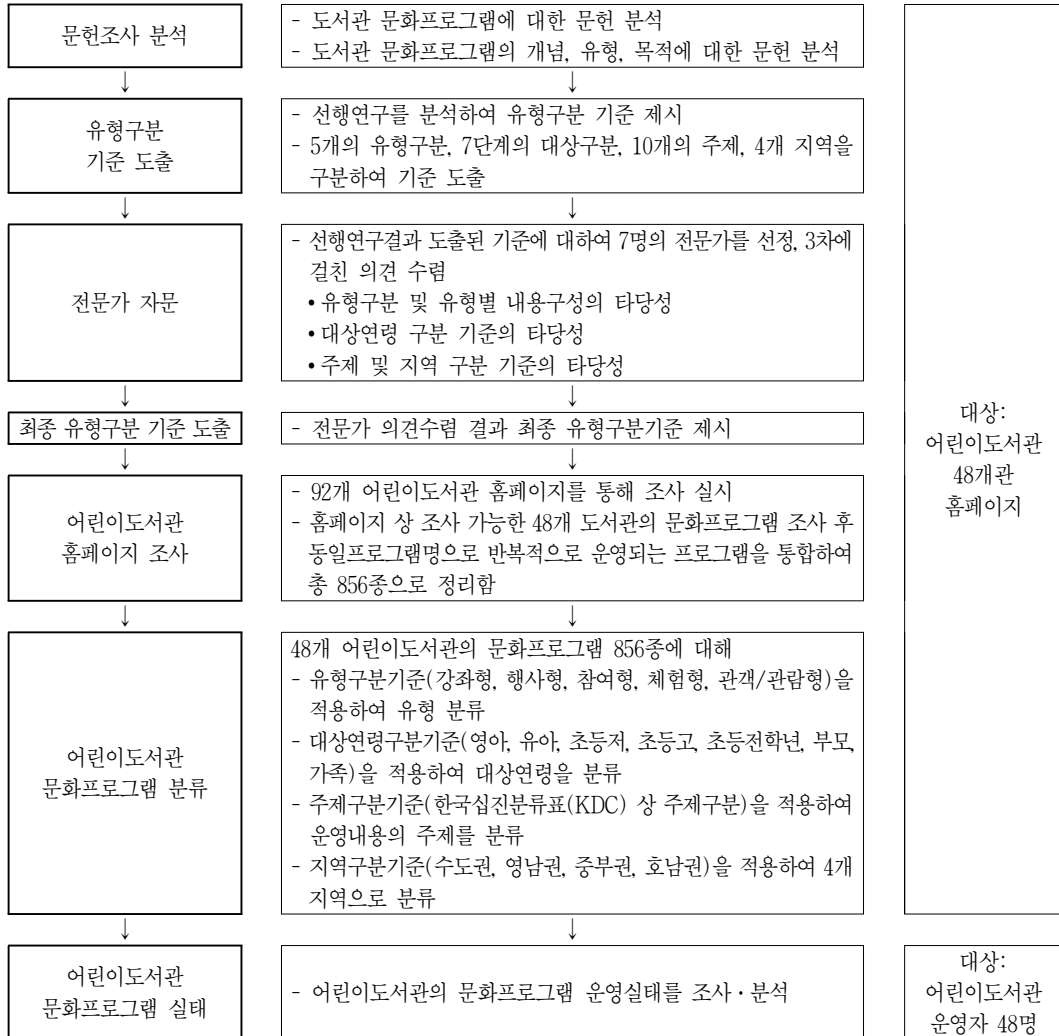 문헌조사 분석
- 도서관 문화프로그램에 대한 문헌 분석
- 도서관 문화프로그램의 개념, 유형, 목적에 대한 문헌 분석
↓
↓
유형구분
기준 도출
- 선행연구를 분석하여 유형구분 기준 제시
- 5개의 유형구분, 7단계의 대상구분, 10개의 주제, 4개 지역을
구분하여 기준 도출
↓
↓
전문가 자문
- 선행연구결과 도출된 기준에 대하여 7명의 전문가를 선정, 3차에
걸친 의견 수렴
•유형구분 및 유형별 내용구성의 타당성
•대상연령 구분 기준의 타당성
•주제 및 지역 구분 기준의 타당성
↓
↓
최종 유형구분 기준 도출
- 전문가 의견수렴 결과 최종 유형구분기준 제시
↓
↓
어린이도서관
홈페이지 조사
- 92개 어린이도서관 홈페이지를 통해 조사 실시
- 홈페이지 상 조사 가능한 48개 도서관의 문화프로그램 조사 후
동일프로그램명으로 반복적으로 운영되는 프로그램을 통합하여
총 856종으로 정리함
↓
↓
어린이도서관
문화프로그램 분류
48개 어린이도서관의 문화프로그램 856종에 대해
- 유형구분기준(강좌형, 행사형, 참여형, 체험형, 관객/관람형)을
적용하여 유형 분류
- 대상연령구분기준(영아, 유아, 초등저, 초등고, 초등전학년, 부모,
가족)을 적용하여 대상연령을 분류
- 주제구분기준(한국십진분류표(KDC) 상 주제구분)을 적용하여
운영내용의 주제를 분류
- 지역구분기준(수도권, 영남권, 중부권, 호남권)을 적용하여 4개
지역으로 분류
대상:
어린이도서관
48개관
홈페이지
↓
↓
어린이도서관
문화프로그램 실태
- 어린이도서관의 문화프로그램 운영실태를 조사·분석
대상:
어린이도서관
운영자 48명